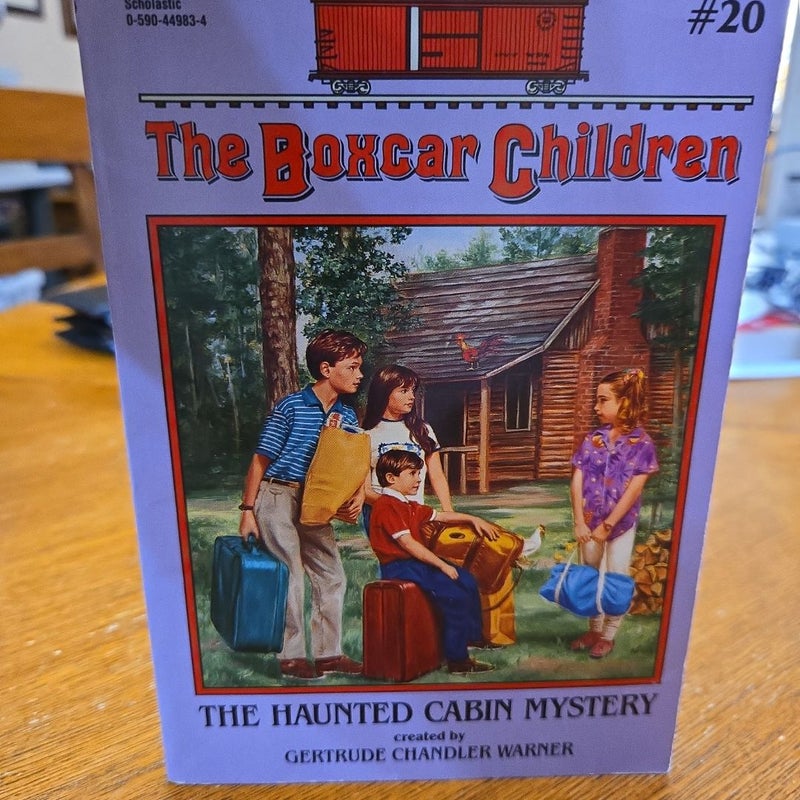 Scholastic
0-590-44983-4
#20
The Boxcar Children
THE HAUNTED CABIN MYSTERY
created by
GERTRUDE CHANDLER WARNER